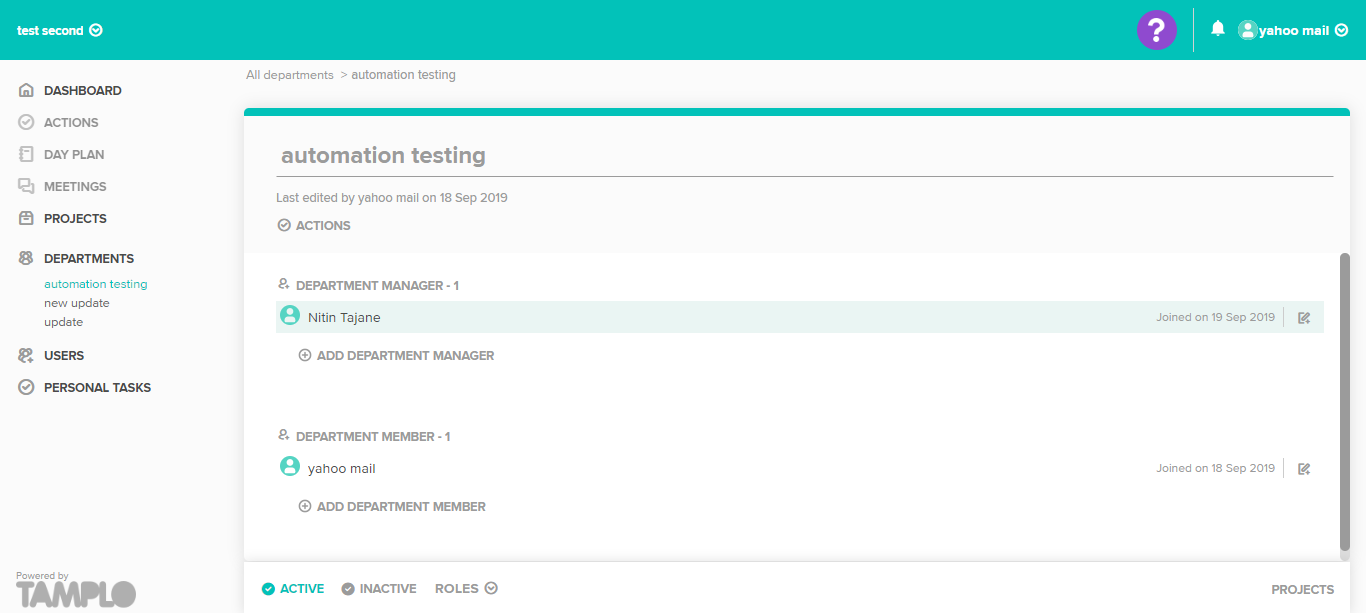 test second
?
yahoo mail
All departments > automation testing
DASHBOARD
ACTIONS
DAY PLAN
MEETINGS
PROJECTS
DEPARTMENTS
automation testing
new update
update
USERS
PERSONAL TASKS
Powered by
TAMPLO
automation testing
Last edited by yahoo mail on 18 Sep 2019
ACTIONS
DEPARTMENT MANAGER - 1
Nitin Tajane Joined on 19 Sep 2019
ADD DEPARTMENT MANAGER
DEPARTMENT MEMBER - 1
yahoo mail Joined on 18 Sep 2019
ADD DEPARTMENT MEMBER
ACTIVE INACTIVE ROLES PROJECTS